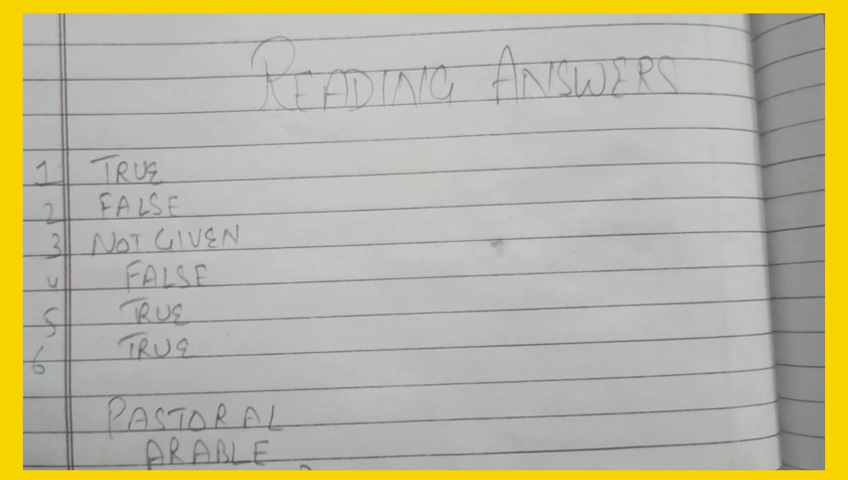 READING ANSWERS
1 TRUE
2 FALSE
3 NOT GIVEN
4 FALSE
5 TRUE
6 TRUE
PASTORAL
ARABLE